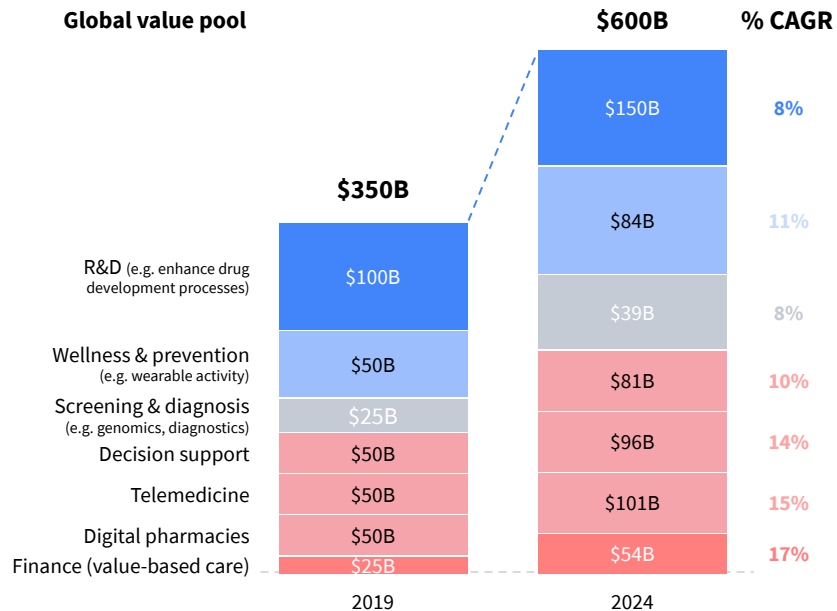 Global value pool
$600B
% CAGR
$150B
8%
$350B
$84B
11%
R&D (e.g. enhance drug
development processes)
$100B
$39B
8%
Wellness & prevention
(e.g. wearable activity)
$50B
$81B
10%
Screening & diagnosis
(e.g. genomics, diagnostics)
$25B
Decision support
$50B
$96B
14%
Telemedicine
$50B
$101B
15%
Digital pharmacies
$50B
$54B
17%
Finance (value-based care)
$25B
2019
2024